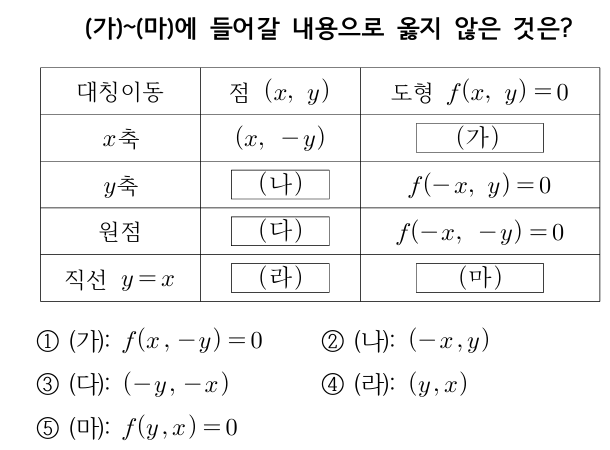 (가)~(마)에 들어갈 내용으로 옳지 않은 것은?
대칭이동 점 (x, y) 도형 f(x, y)=0
x축 (x, -y) (가)
y축 (나) f(-x, y)=0
원점 (다) f(-x, -y)=0
직선 y=x (라) (마)
① (가): f(x, -y)=0 ② (나): (-x, y)
③ (다): (-y, -x) ④ (라): (y, x)
⑤ (마): f(y, x)=0